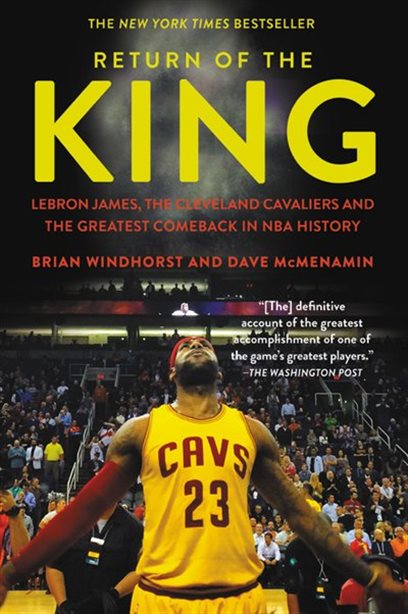 THE NEW YORK TIMES BESTSELLER
RETURN OF THE
KING
LEBRON JAMES, THE CLEVELAND CAVALIERS AND
THE GREATEST COMEBACK IN NBA HISTORY
BRIAN WINDHORST AND DAVE McMENAMIN
“[The] definitive
account of the greatest
accomplishment of one of
the game’s greatest players.”
—THE WASHINGTON POST
CAVS
23